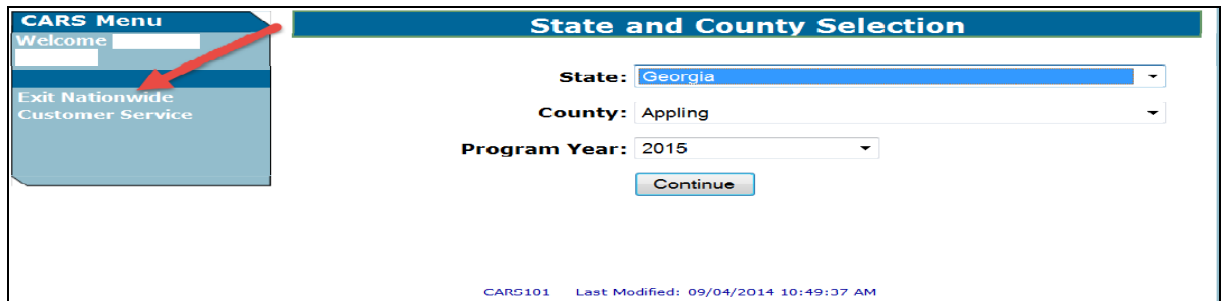 CARS Menu
Welcome
Exit Nationwide
Customer Service
State and County Selection
State: Georgia
County: Appling
Program Year: 2015
Continue
CARS101 Last Modified: 09/04/2014 10:49:37 AM